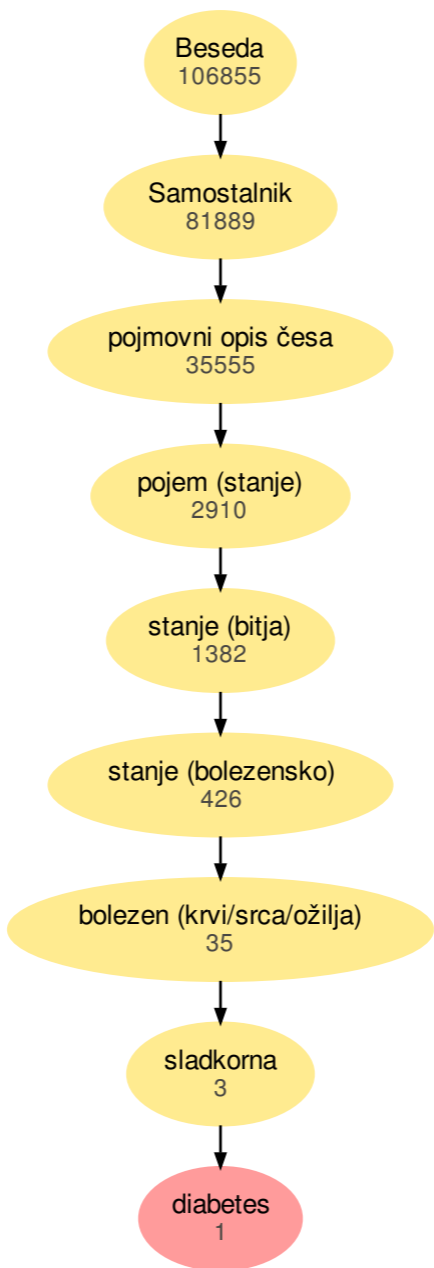 Beseda
106855
Samostalnik
81889
pojmovni opis česa
35555
pojem (stanje)
2910
stanje (bitja)
1382
stanje (bolezensko)
426
bolezen (krvi/srca/ožilja)
35
sladkorna
3
diabetes
1